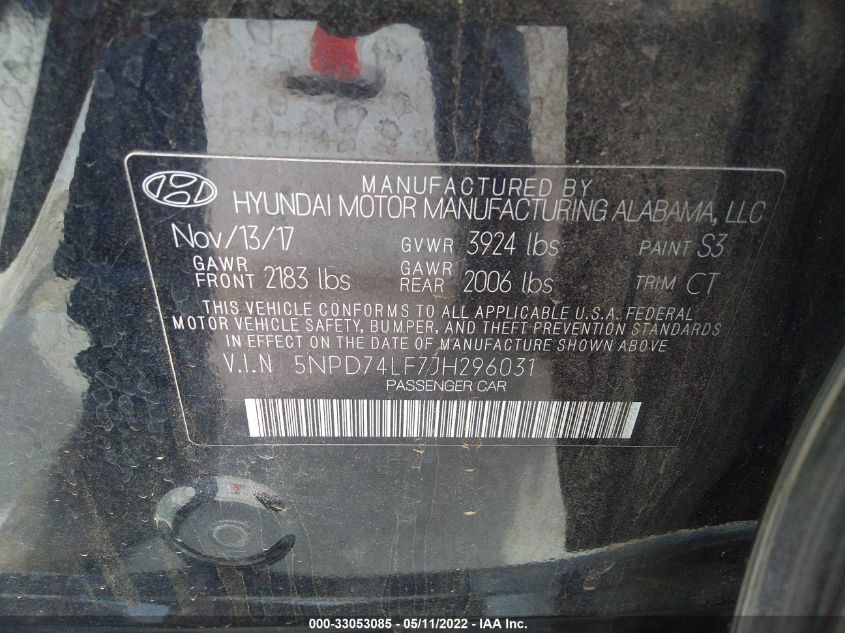 MANUFACTURED BY
HYUNDAI MOTOR MANUFACTURING ALABAMA, LLC
Nov/13/17 GVWR 3924 lbs PAINT S3
GAWR FRONT 2183 lbs GAWR REAR 2006 lbs TRIM CT
THIS VEHICLE CONFORMS TO ALL APPLICABLE U.S.A. FEDERAL
MOTOR VEHICLE SAFETY, BUMPER, AND THEFT PREVENTION STANDARDS
IN EFFECT ON THE DATE OF MANUFACTURE SHOWN ABOVE
V.I.N 5NPD74LF7JH296031
PASSENGER CAR
000-33053085 - 05/11/2022 - IAA Inc.